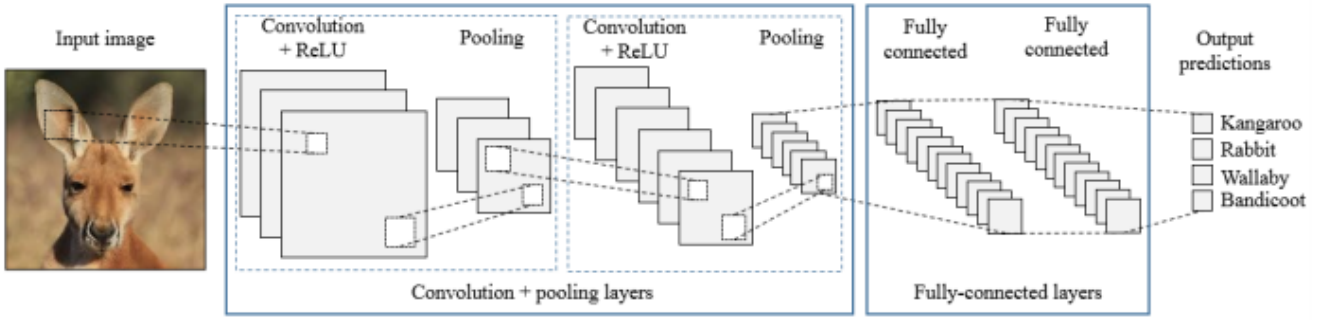 Input image
Convolution
+ ReLU
Pooling
Convolution
+ ReLU
Pooling
Fully
connected
Fully
connected
Output
predictions
Kangaroo
Rabbit
Wallaby
Bandicoot
Convolution + pooling layers
Fully-connected layers